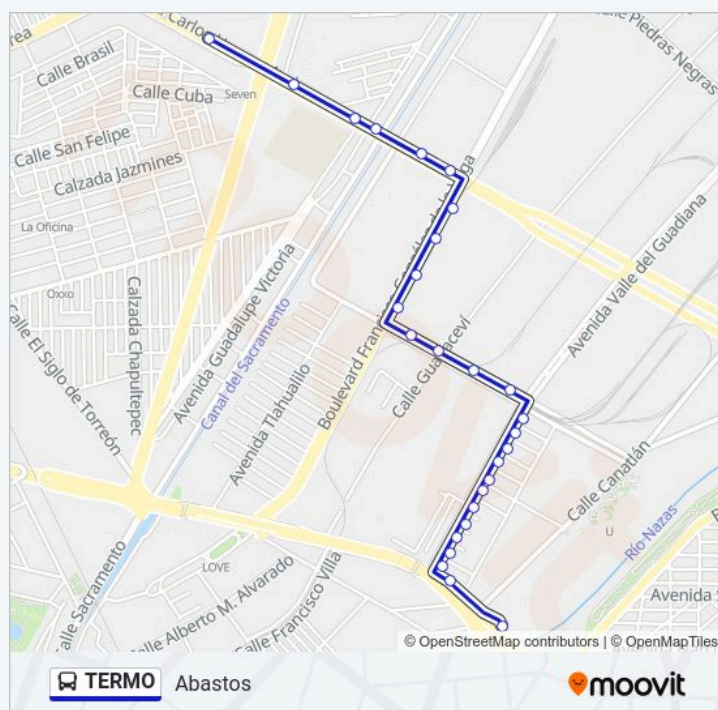 Calle Piedras Negras
Carlos
Calle Brasil
Calle Cuba
Seven
Calle San Felipe
Calzada Jazmines
La Oficina
Oxxo
Avenida Guadalupe Victoria
Canal del Sacramento
Calzada Chapultepec
Calle El Siglo de Torreón
Avenida Tlahualilo
Boulevard Francisco
Avenida Valle del Guadiana
Calle Canatlán
Río Nazas
U
LOVE
Calle Sacramento
Calle Alberto M. Alvarado
Calle Francisco Villa
Avenida S
© OpenStreetMap contributors | © OpenMapTiles
TERMO Abastos
moovit